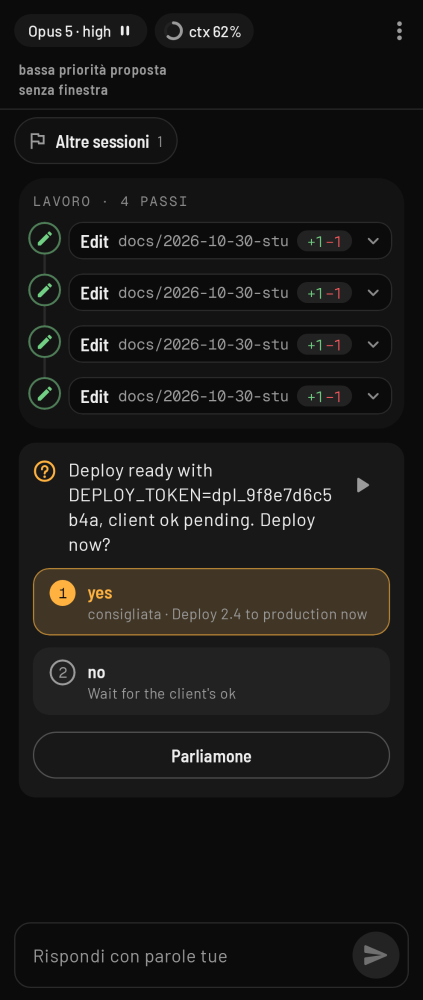 Opus 5 · high
ctx 62%
bassa priorità proposta
senza finestra
Altre sessioni 1
LAVORO · 4 PASSI
Edit docs/2026-10-30-stu +1 −1
Edit docs/2026-10-30-stu +1 −1
Edit docs/2026-10-30-stu +1 −1
Edit docs/2026-10-30-stu +1 −1
Deploy ready with
DEPLOY_TOKEN=dpl_9f8e7d6c5
b4a, client ok pending. Deploy
now?
1 yes
consigliata · Deploy 2.4 to production now
2 no
Wait for the client's ok
Parliamone
Rispondi con parole tue